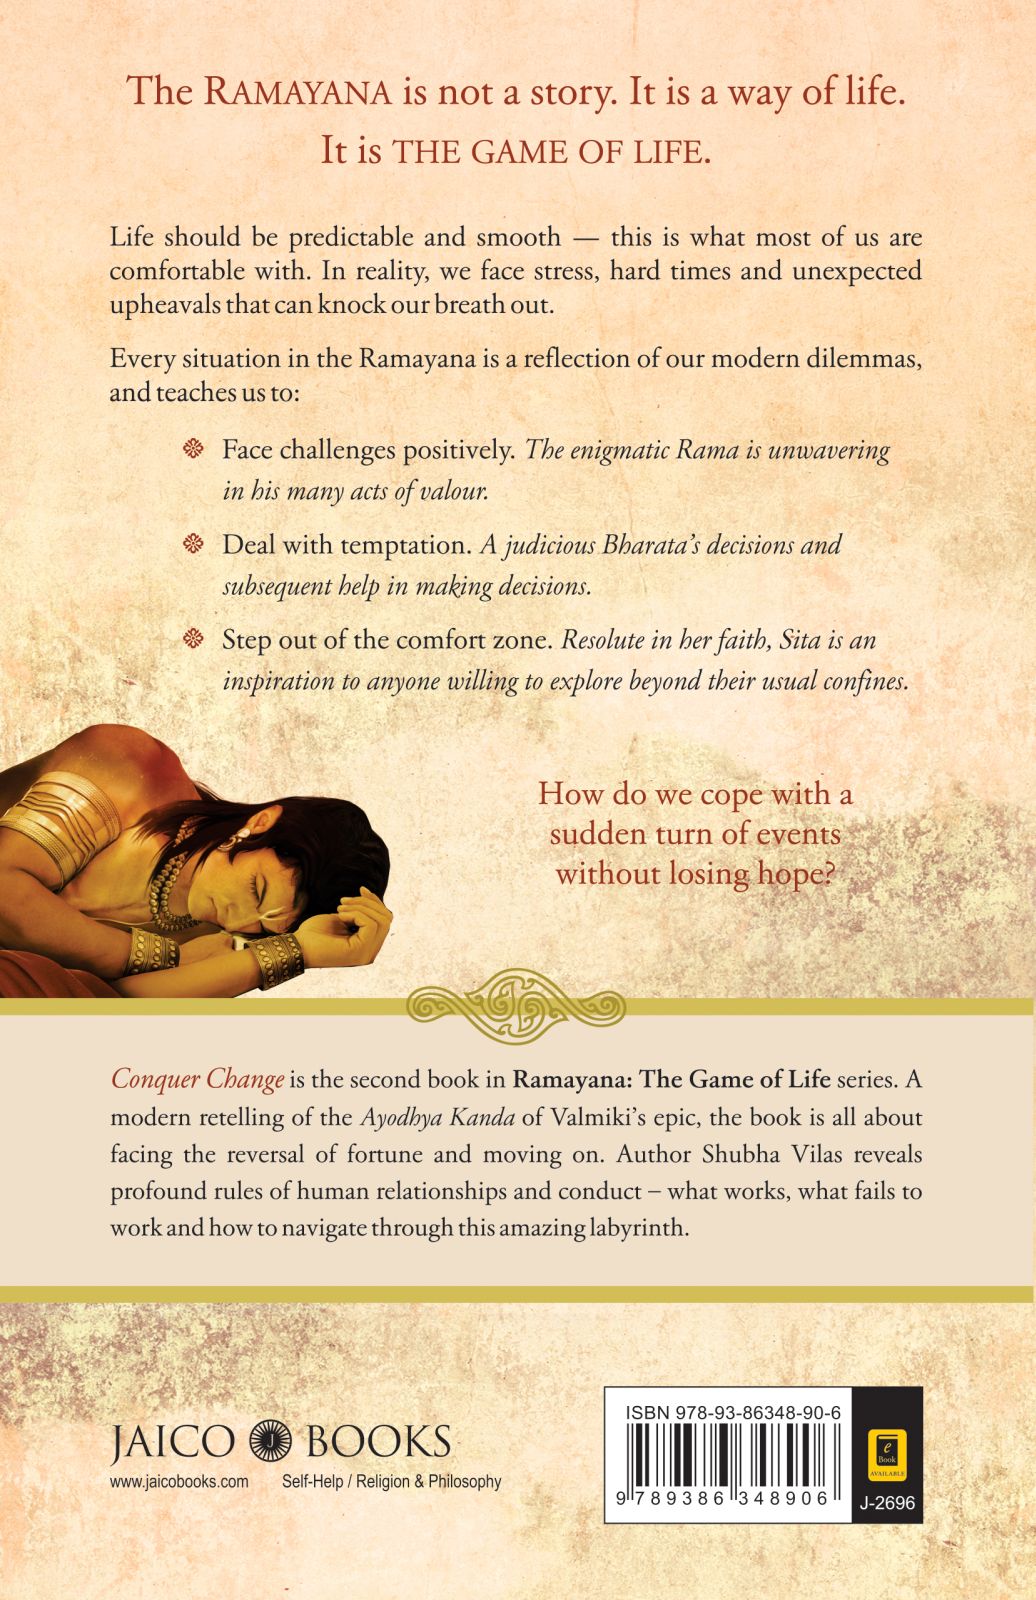 The RAMAYANA is not a story. It is a way of life.
It is THE GAME OF LIFE.
Life should be predictable and smooth — this is what most of us are
comfortable with. In reality, we face stress, hard times and unexpected
upheavals that can knock our breath out.
Every situation in the Ramayana is a reflection of our modern dilemmas,
and teaches us to:
Face challenges positively. The enigmatic Rama is unwavering
in his many acts of valour.
Deal with temptation. A judicious Bharata's decisions and
subsequent help in making decisions.
Step out of the comfort zone. Resolute in her faith, Sita is an
inspiration to anyone willing to explore beyond their usual confines.
How do we cope with a
sudden turn of events
without losing hope?
Conquer Change is the second book in Ramayana: The Game of Life series. A
modern retelling of the Ayodhya Kanda of Valmiki's epic, the book is all about
facing the reversal of fortune and moving on. Author Shubha Vilas reveals
profound rules of human relationships and conduct – what works, what fails to
work and how to navigate through this amazing labyrinth.
JAICO J BOOKS
www.jaicobooks.com Self-Help / Religion & Philosophy
ISBN 978-93-86348-90-6
9 789386 348906
e
Book
AVAILABLE
J-2696